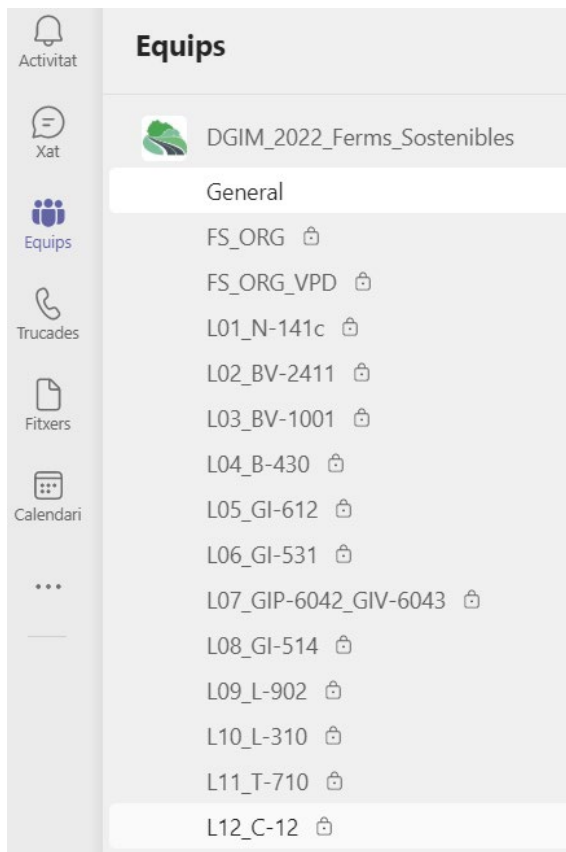 Activitat
Xat
Equips
Trucades
Fitxers
Calendari
...
Equips
DGIM_2022_Ferms_Sostenibles
General
FS_ORG
FS_ORG_VPD
L01_N-141c
L02_BV-2411
L03_BV-1001
L04_B-430
L05_GI-612
L06_GI-531
L07_GIP-6042_GIV-6043
L08_GI-514
L09_L-902
L10_L-310
L11_T-710
L12_C-12